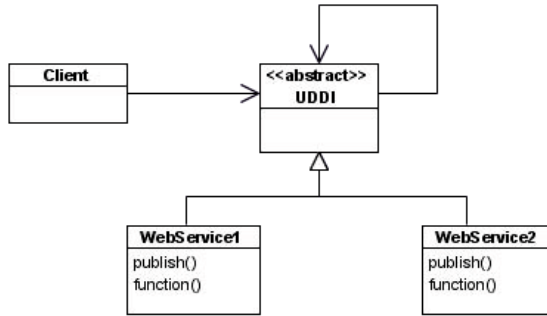 Client
<<abstract>>
UDDI
WebService1
publish()
function()
WebService2
publish()
function()